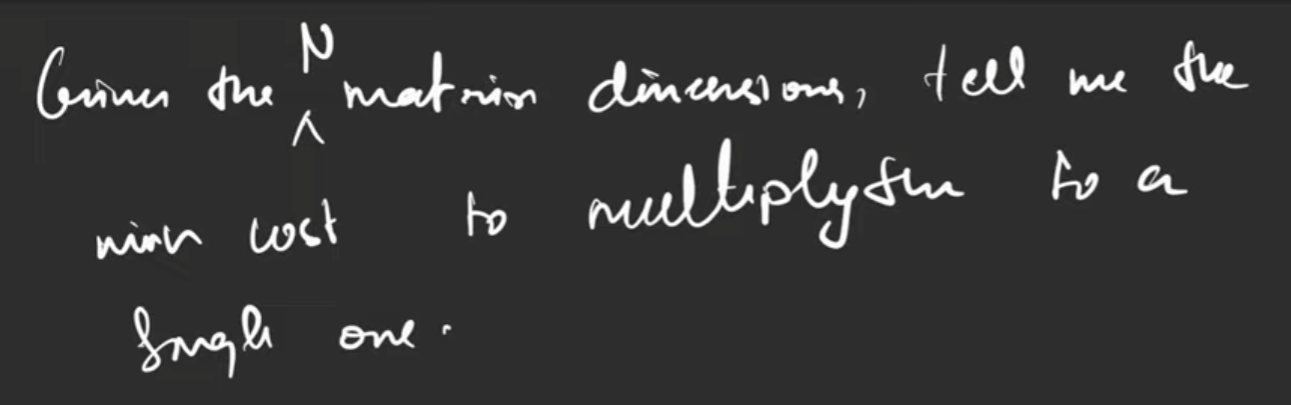 Given the N matrix dimensions, tell me the
min cost to multiply them to a
single one.